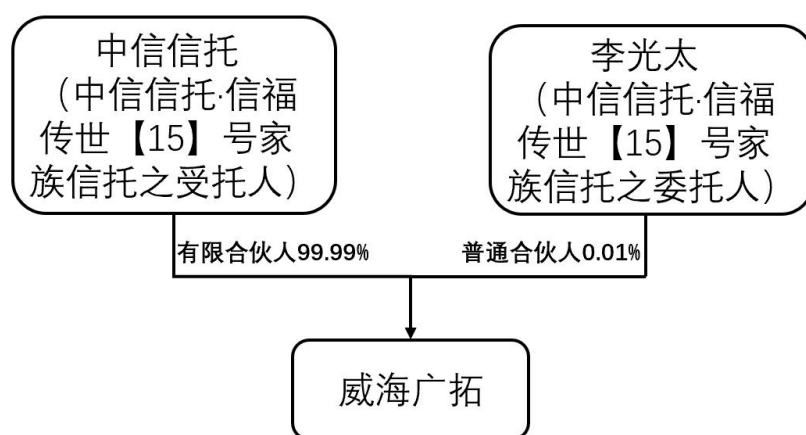 中信信托
（中信信托·信福
传世【15】号家
族信托之受托人）
李光太
（中信信托·信福
传世【15】号家
族信托之委托人）
有限合伙人99.99%
普通合伙人0.01%
威海广拓